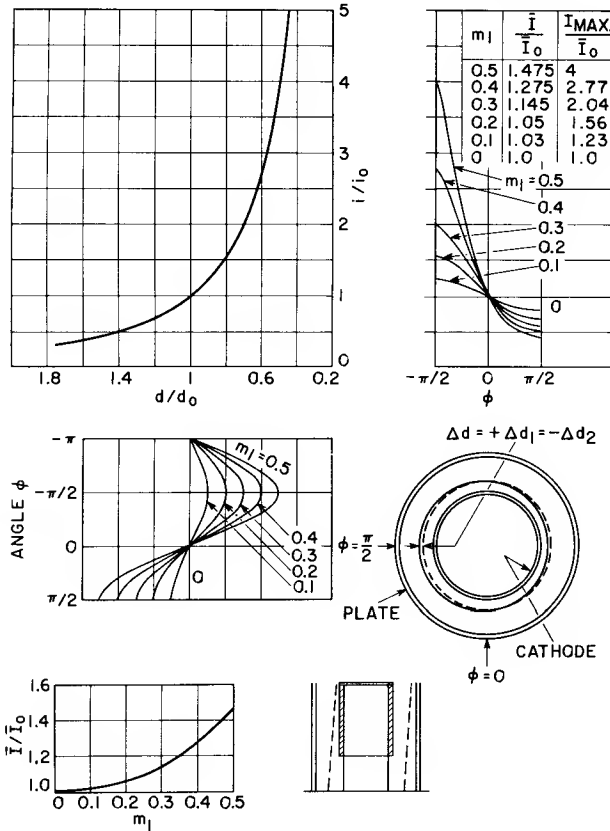 5
4
3
2
1
0
i/i₀
1.8
1.4
1
0.6
0.2
d/d₀
m₁ Ī/Ī₀ I MAX./Ī₀
0.5 1.475 4
0.4 1.275 2.77
0.3 1.145 2.04
0.2 1.05 1.56
0.1 1.03 1.23
0 1.0 1.0
m₁ = 0.5
0.4
0.3
0.2
0.1
0
-π/2 0 π/2
ϕ
ANGLE ϕ
-π
-π/2
0
π/2
m₁ = 0.5
0.4
0.3
0.2
0.1
0
Δd = +Δd₁ = -Δd₂
ϕ = π/2
PLATE
CATHODE
ϕ = 0
Ī/Ī₀
1.6
1.4
1.2
1.0
0 0.1 0.2 0.3 0.4 0.5
m₁